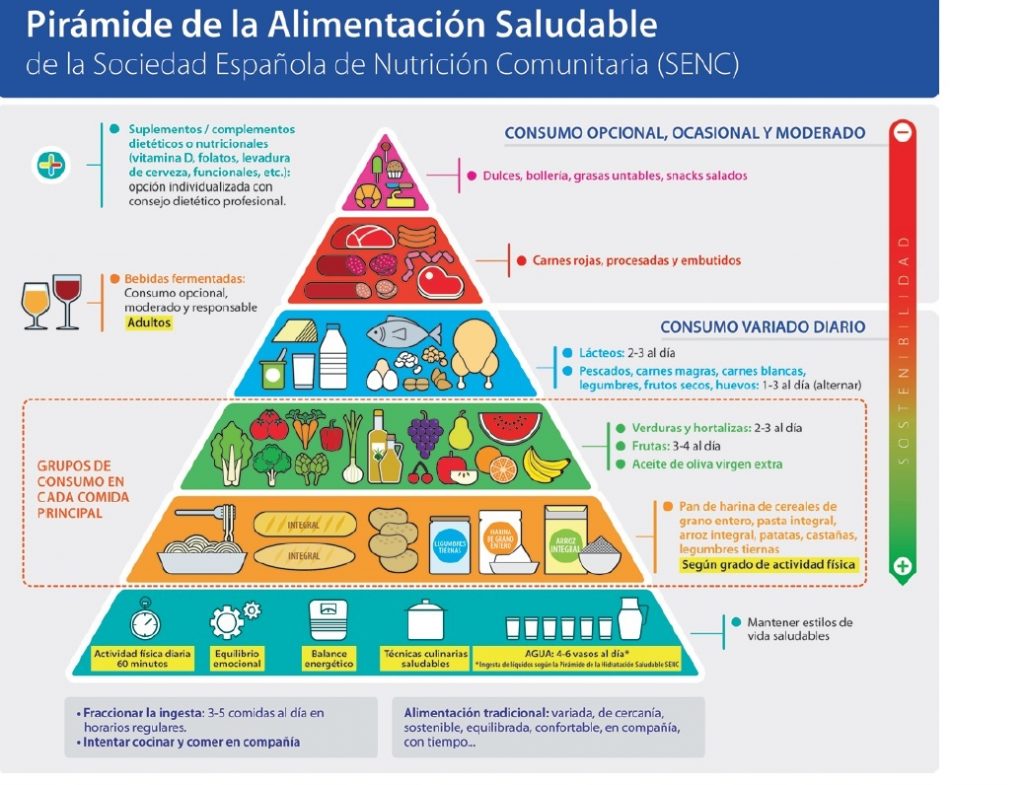 Pirámide de la Alimentación Saludable
de la Sociedad Española de Nutrición Comunitaria (SENC)
Suplementos / complementos
dietéticos o nutricionales
(vitamina D, folatos, levadura
de cerveza, funcionales, etc.):
opción individualizada con
consejo dietético profesional.
CONSUMO OPCIONAL, OCASIONAL Y MODERADO
Dulces, bollería, grasas untables, snacks salados
Carnes rojas, procesadas y embutidos
Bebidas fermentadas:
Consumo opcional,
moderado y responsable
Adultos
CONSUMO VARIADO DIARIO
Lácteos: 2-3 al día
Pescados, carnes magras, carnes blancas,
legumbres, frutos secos, huevos: 1-3 al día (alternar)
SOSTENIBILIDAD
GRUPOS DE
CONSUMO EN
CADA COMIDA
PRINCIPAL
Verduras y hortalizas: 2-3 al día
Frutas: 3-4 al día
Aceite de oliva virgen extra
INTEGRAL
INTEGRAL
LEGUMBRES
TIERNAS
HARINA
DE GRANO
ENTERO
ARROZ
INTEGRAL
Pan de harina de cereales de
grano entero, pasta integral,
arroz integral, patatas, castañas,
legumbres tiernas
Según grado de actividad física
Actividad física diaria
60 minutos
Equilibrio
emocional
Balance
energético
Técnicas culinarias
saludables
AGUA: 4-6 vasos al día*
*Ingesta de líquidos según la Pirámide de la Hidratación Saludable SENC
Mantener estilos de
vida saludables
• Fraccionar la ingesta: 3-5 comidas al día en
horarios regulares.
• Intentar cocinar y comer en compañía
Alimentación tradicional: variada, de cercanía,
sostenible, equilibrada, confortable, en compañía,
con tiempo...